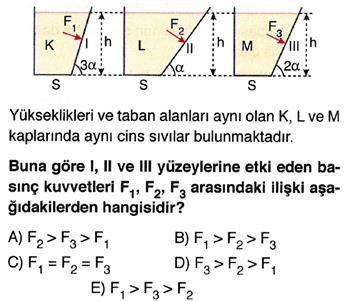 F₁ F₂ F₃
K I h L II h M III h
3α α 2α
S S S
Yükseklikleri ve taban alanları aynı olan K, L ve M
kaplarında aynı cins sıvılar bulunmaktadır.
Buna göre I, II ve III yüzeylerine etki eden ba-
sınç kuvvetleri F₁, F₂, F₃ arasındaki ilişki aşa-
ğıdakilerden hangisidir?
A) F₂ > F₃ > F₁ B) F₁ > F₂ > F₃
C) F₁ = F₂ = F₃ D) F₃ > F₂ > F₁
E) F₁ > F₃ > F₂